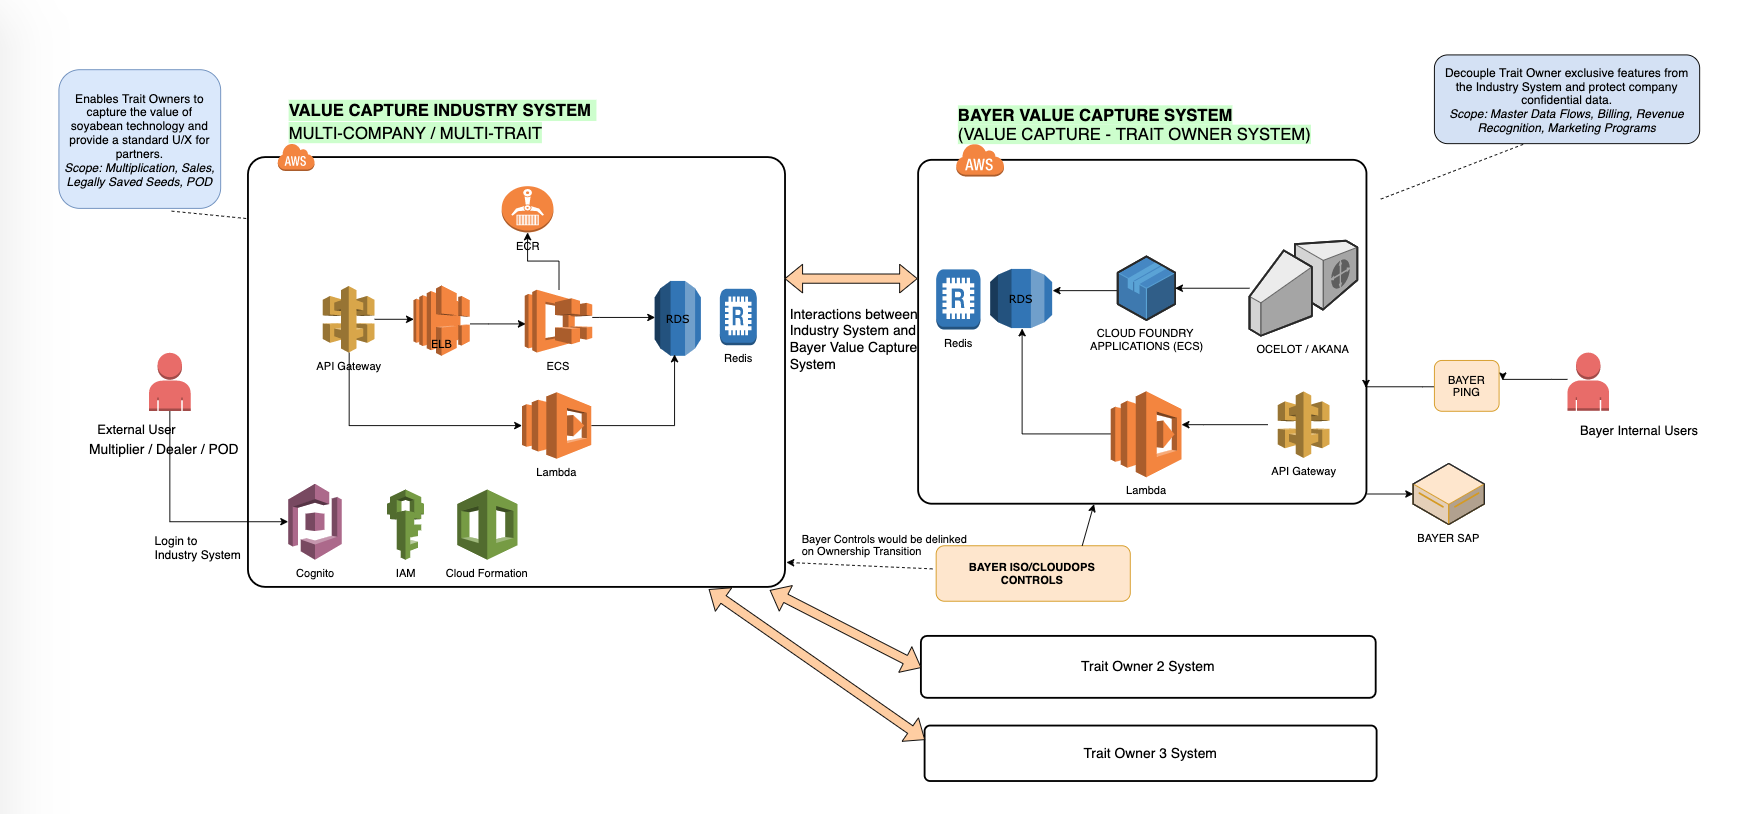 Enables Trait Owners to
capture the value of
soyabean technology and
provide a standard U/X for
partners.
Scope: Multiplication, Sales,
Legally Saved Seeds, POD
VALUE CAPTURE INDUSTRY SYSTEM
MULTI-COMPANY / MULTI-TRAIT
AWS
ECR
API Gateway
ELB
ECS
RDS
R
Redis
Lambda
External User
Multiplier / Dealer / POD
Login to
Industry System
Cognito
IAM
Cloud Formation
Interactions between
Industry System and
Bayer Value Capture
System
BAYER VALUE CAPTURE SYSTEM
(VALUE CAPTURE - TRAIT OWNER SYSTEM)
AWS
R
Redis
RDS
CLOUD FOUNDRY
APPLICATIONS (ECS)
OCELOT / AKANA
Lambda
API Gateway
Decouple Trait Owner exclusive features from
the Industry System and protect company
confidential data.
Scope: Master Data Flows, Billing, Revenue
Recognition, Marketing Programs
BAYER
PING
Bayer Internal Users
BAYER SAP
Bayer Controls would be delinked
on Ownership Transition
BAYER ISO/CLOUDOPS
CONTROLS
Trait Owner 2 System
Trait Owner 3 System